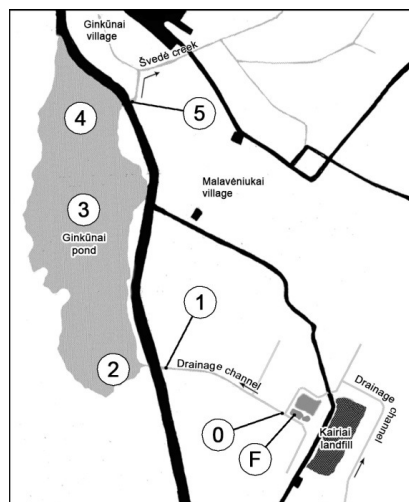 Ginkūnai
village
Švedė creek
4
5
3
Malavėniukai
village
Ginkūnai
pond
1
2
Drainage channel
Drainage
channel
0
F
Kairiai
landfill